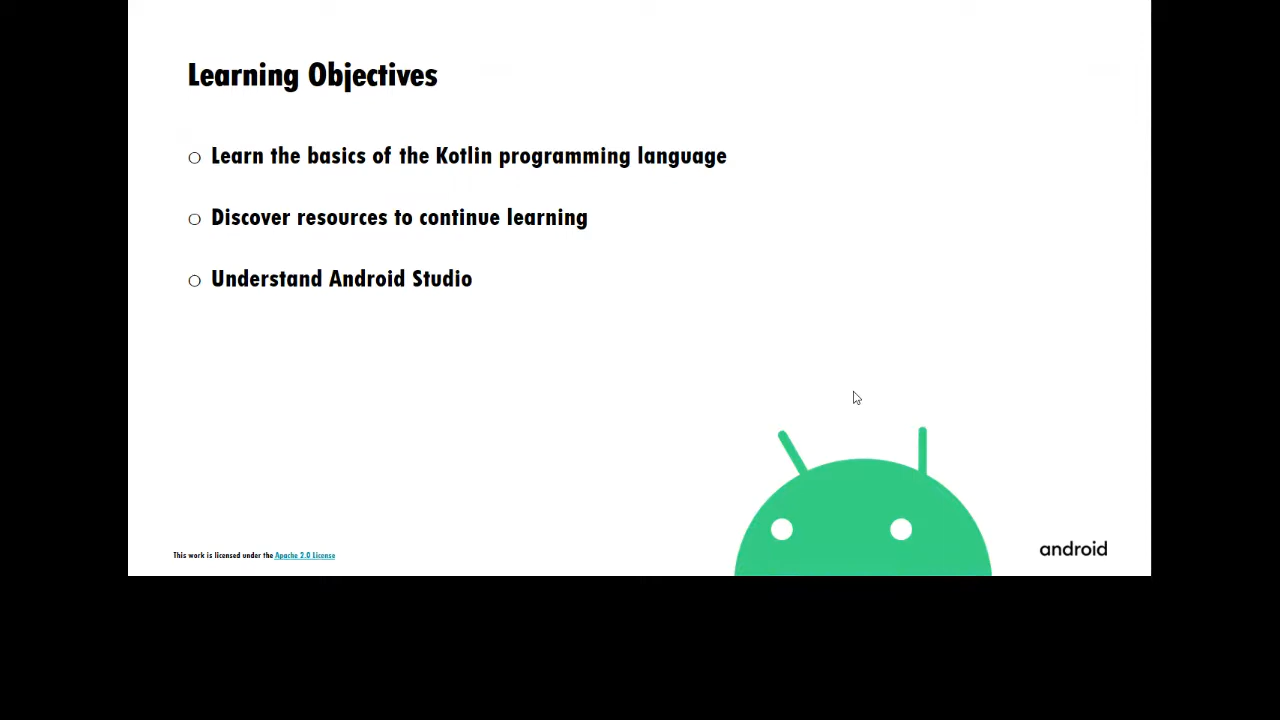 Learning Objectives
Learn the basics of the Kotlin programming language
Discover resources to continue learning
Understand Android Studio
This work is licensed under the Apache 2.0 License
android